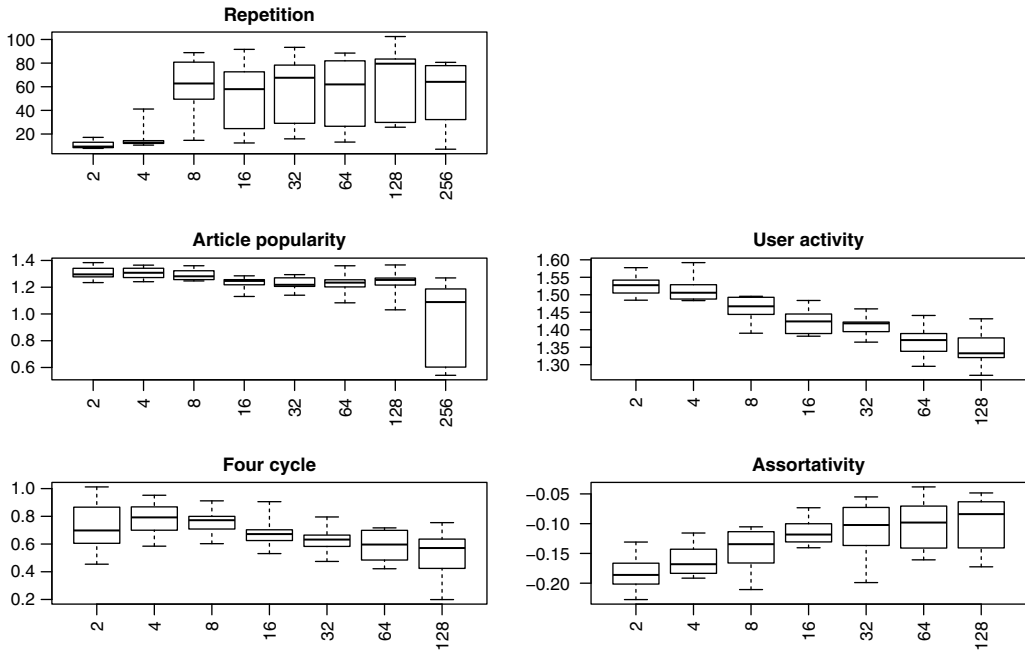 Repetition
100
80
60
40
20
2 4 8 16 32 64 128 256
Article popularity
1.4
1.2
1.0
0.8
0.6
2 4 8 16 32 64 128 256
User activity
1.60
1.55
1.50
1.45
1.40
1.35
1.30
2 4 8 16 32 64 128
Four cycle
1.0
0.8
0.6
0.4
0.2
2 4 8 16 32 64 128
Assortativity
−0.05
−0.10
−0.15
−0.20
2 4 8 16 32 64 128